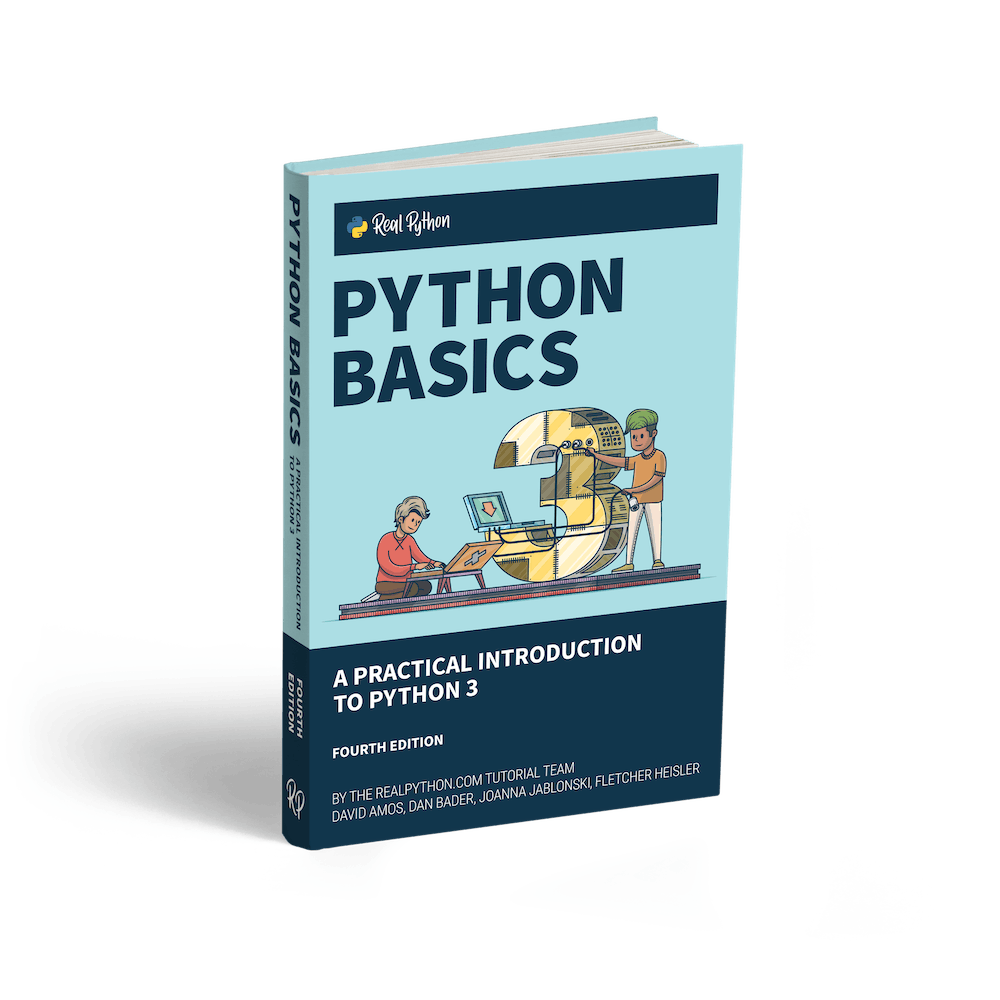 Real Python
PYTHON
BASICS
A PRACTICAL INTRODUCTION
TO PYTHON 3
FOURTH EDITION
BY THE REALPYTHON.COM TUTORIAL TEAM
DAVID AMOS, DAN BADER, JOANNA JABLONSKI, FLETCHER HEISLER
PYTHON BASICS
A PRACTICAL INTRODUCTION
TO PYTHON 3
FOURTH
EDITION
RP